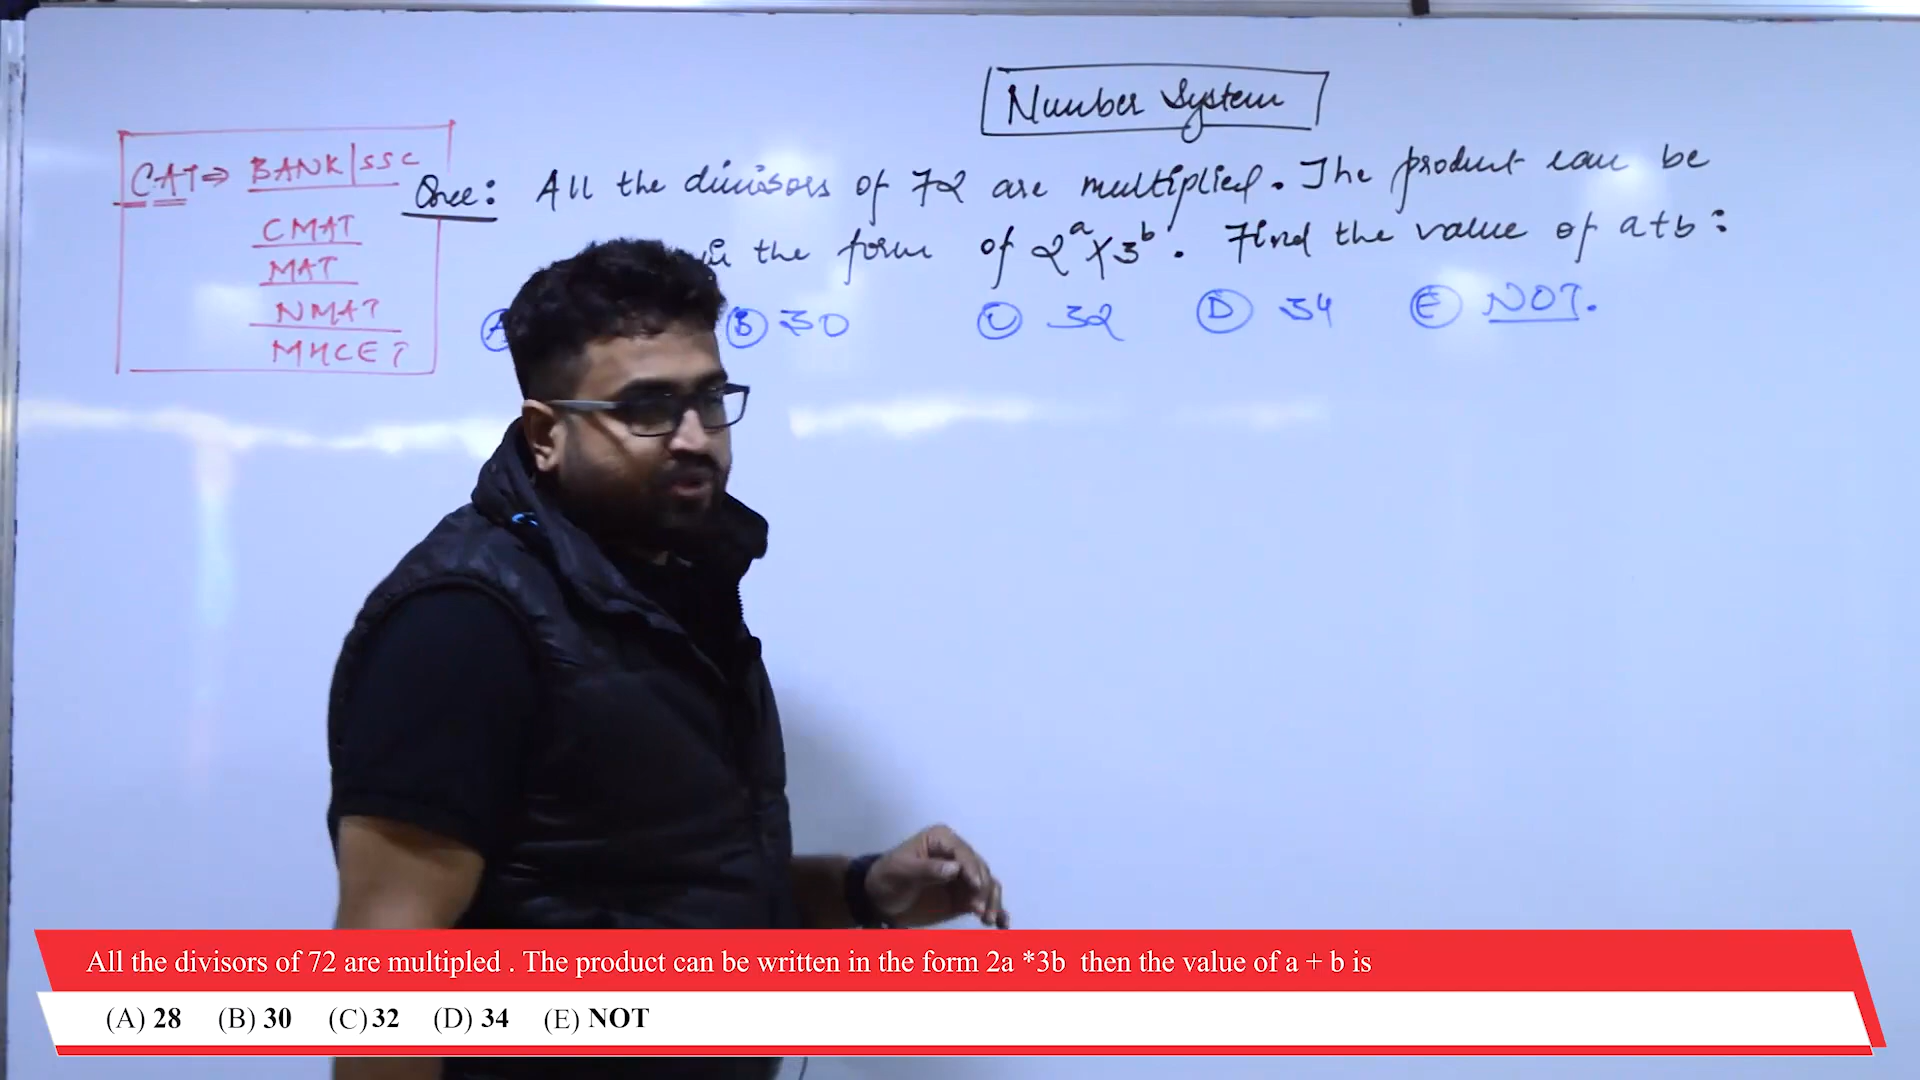 Number System
CAT⇒ BANK|SSC
CMAT
MAT
NMAT
MHCET
Que: All the divisors of 72 are multiplied. The product can be
in the form of 2ᵃ×3ᵇ. Find the value of a+b:
Ⓐ Ⓑ 30 Ⓒ 32 Ⓓ 34 Ⓔ NOT.
All the divisors of 72 are multipled . The product can be written in the form 2a *3b then the value of a + b is
(A) 28 (B) 30 (C) 32 (D) 34 (E) NOT